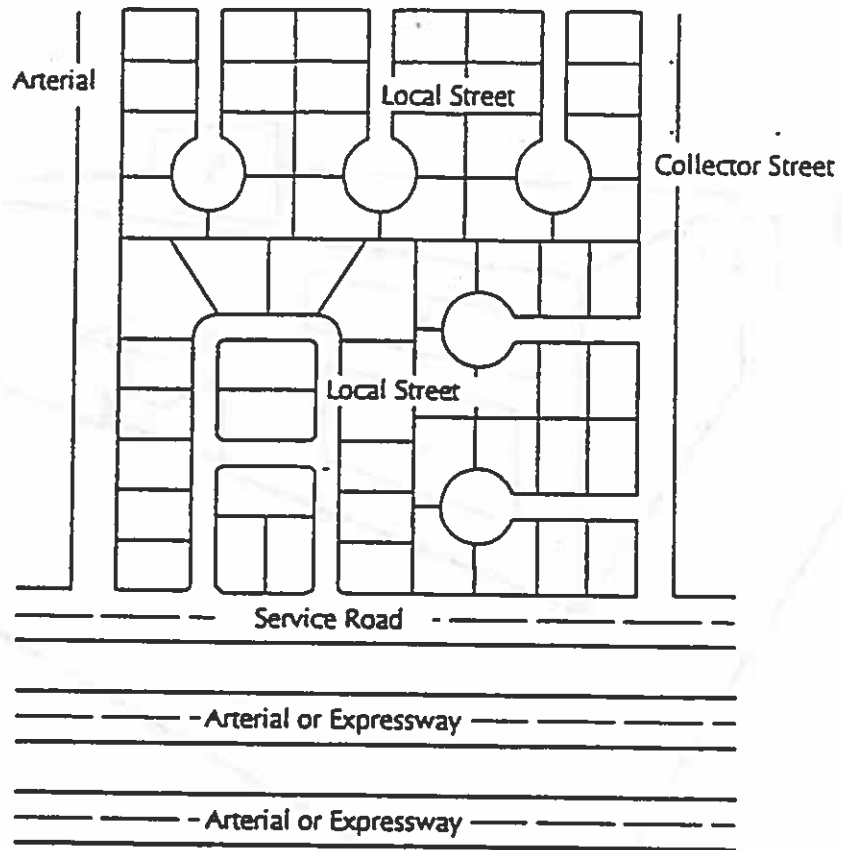 Arterial
Local Street
Collector Street
Local Street
Service Road
Arterial or Expressway
Arterial or Expressway